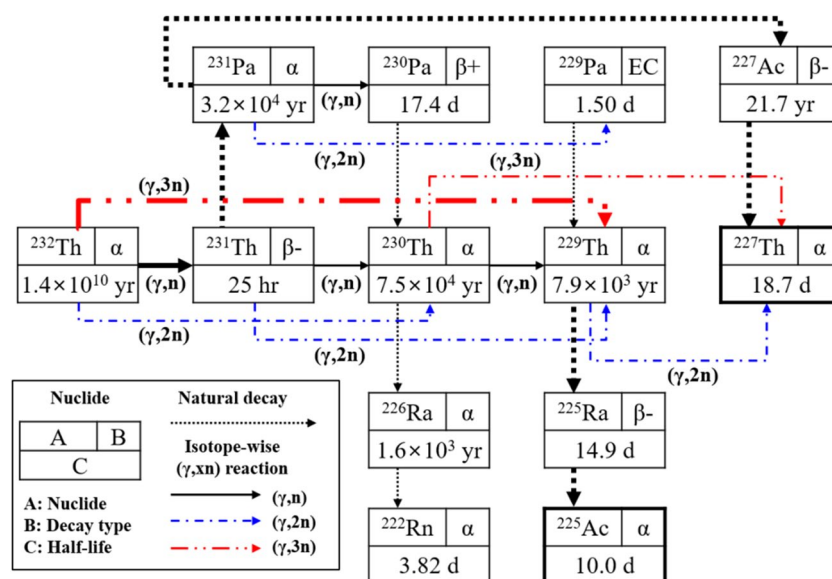 ²³¹Pa α
3.2×10⁴ yr
(γ,n)
²³⁰Pa β+
17.4 d
²²⁹Pa EC
1.50 d
²²⁷Ac β-
21.7 yr
(γ,2n)
(γ,3n)
(γ,3n)
²³²Th α
1.4×10¹⁰ yr
(γ,n)
²³¹Th β-
25 hr
(γ,n)
²³⁰Th α
7.5×10⁴ yr
(γ,n)
²²⁹Th α
7.9×10³ yr
²²⁷Th α
18.7 d
(γ,2n)
(γ,2n)
(γ,2n)
²²⁶Ra α
1.6×10³ yr
²²⁵Ra β-
14.9 d
²²²Rn α
3.82 d
²²⁵Ac α
10.0 d
Nuclide
A B
C
A: Nuclide
B: Decay type
C: Half-life
Natural decay
Isotope-wise
(γ,xn) reaction
(γ,n)
(γ,2n)
(γ,3n)